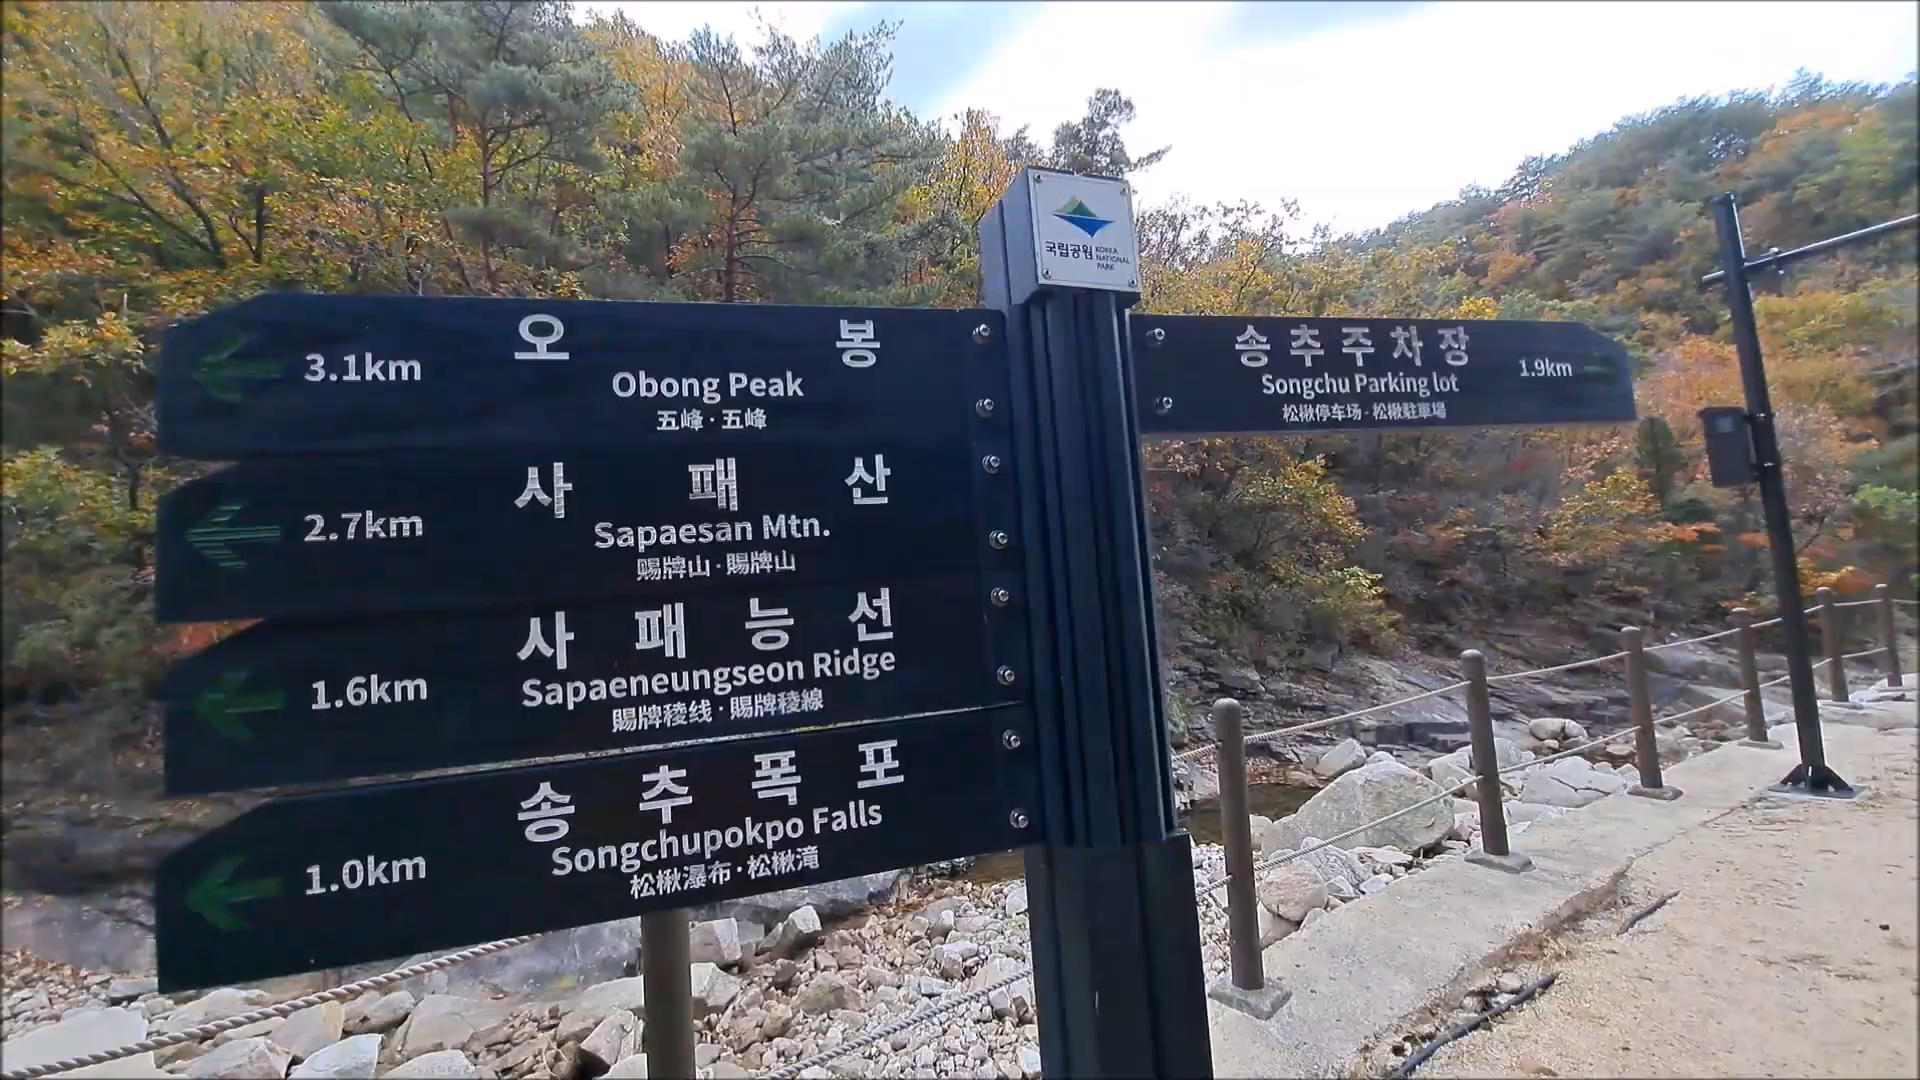 국립공원 KOREA
NATIONAL
PARK
3.1km
오 봉
Obong Peak
五峰·五峰
2.7km
사 패 산
Sapaesan Mtn.
赐牌山·賜牌山
1.6km
사 패 능 선
Sapaeneungseon Ridge
赐牌稜线·賜牌稜線
1.0km
송 추 폭 포
Songchupokpo Falls
松楸瀑布·松楸滝
송추주차장
Songchu Parking lot
松楸停车场·松楸駐車場
1.9km